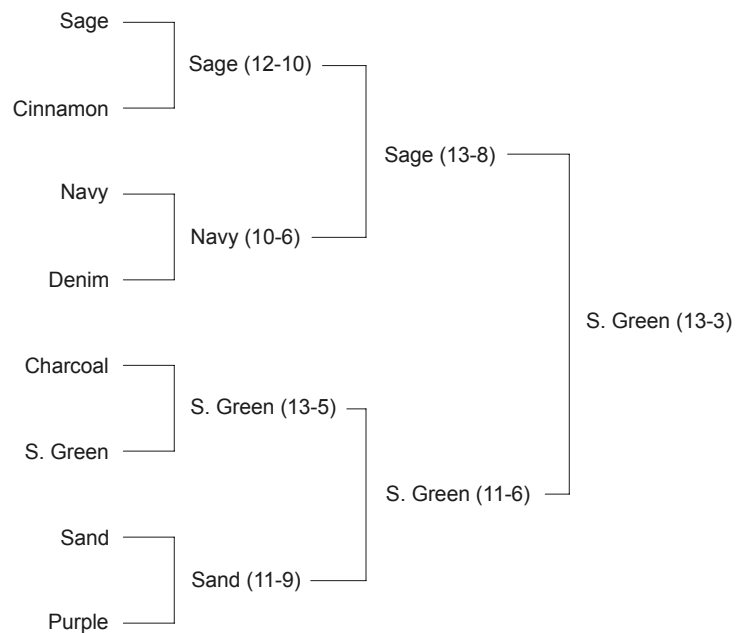 Sage
Sage (12-10)
Cinnamon
Sage (13-8)
Navy
Navy (10-6)
Denim
S. Green (13-3)
Charcoal
S. Green (13-5)
S. Green
S. Green (11-6)
Sand
Sand (11-9)
Purple